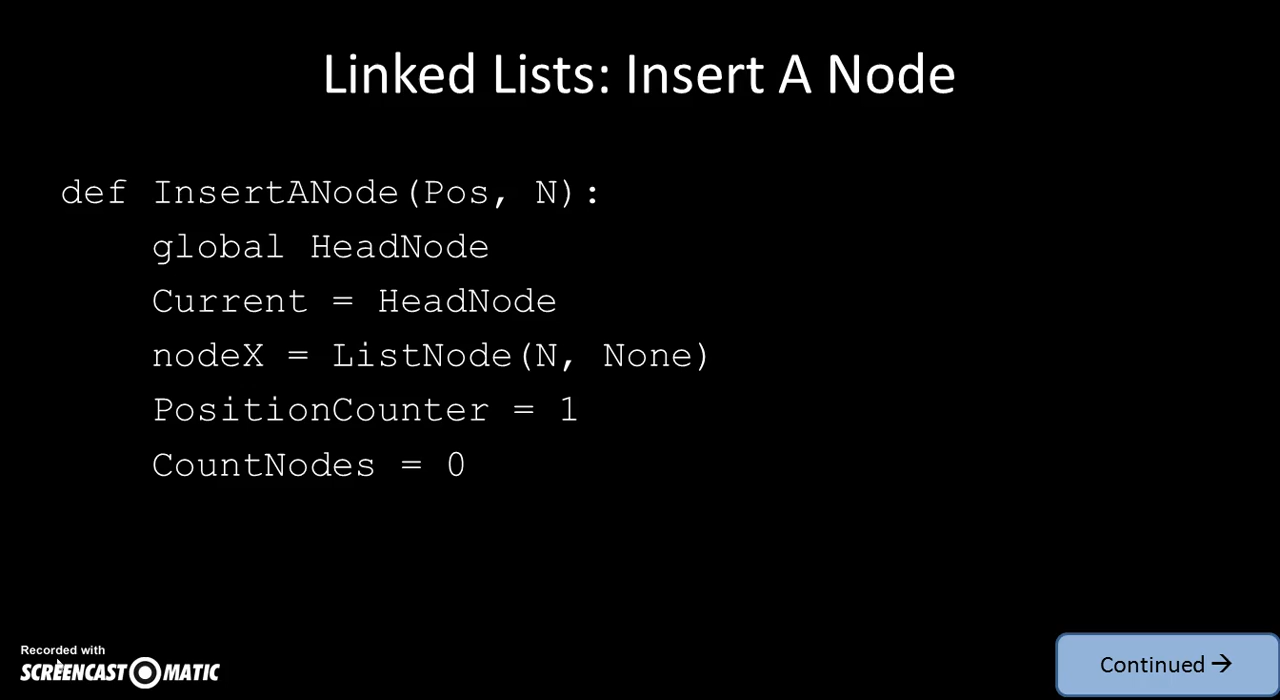 Linked Lists: Insert A Node
def InsertANode(Pos, N):
    global HeadNode
    Current = HeadNode
    nodeX = ListNode(N, None)
    PositionCounter = 1
    CountNodes = 0
Recorded with
SCREENCAST O MATIC
Continued →